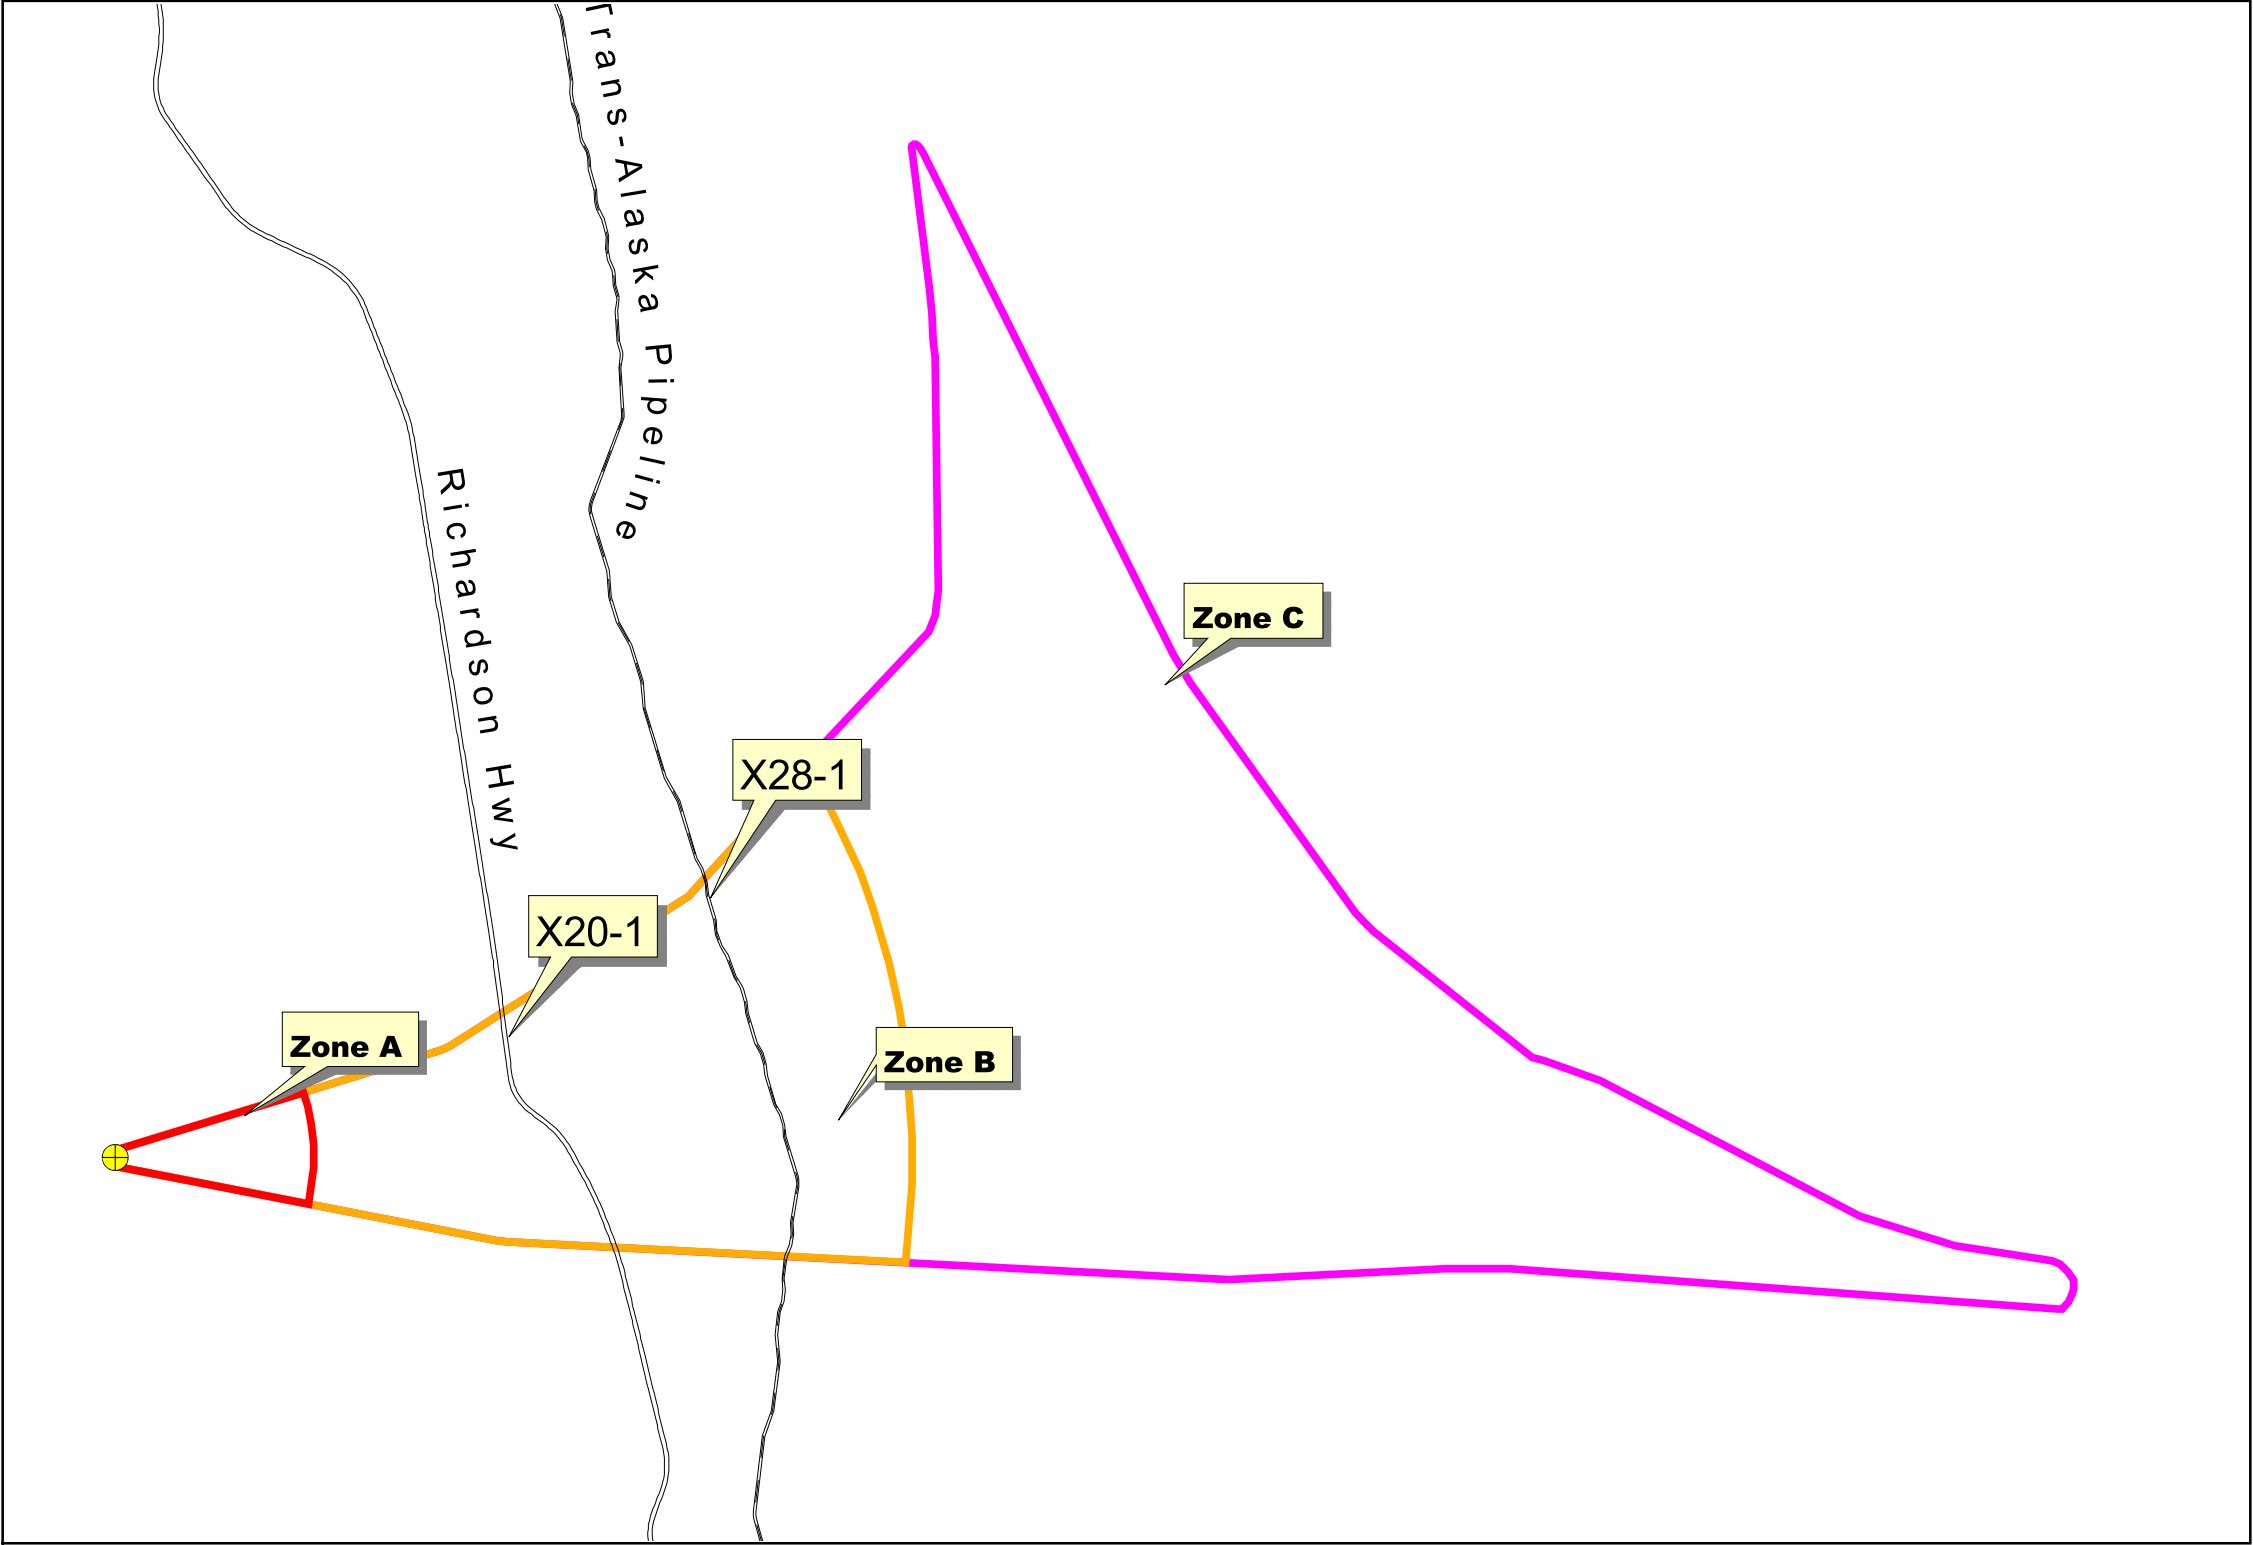 Trans-Alaska Pipeline
Richardson Hwy
Zone C
X28-1
X20-1
Zone A
Zone B